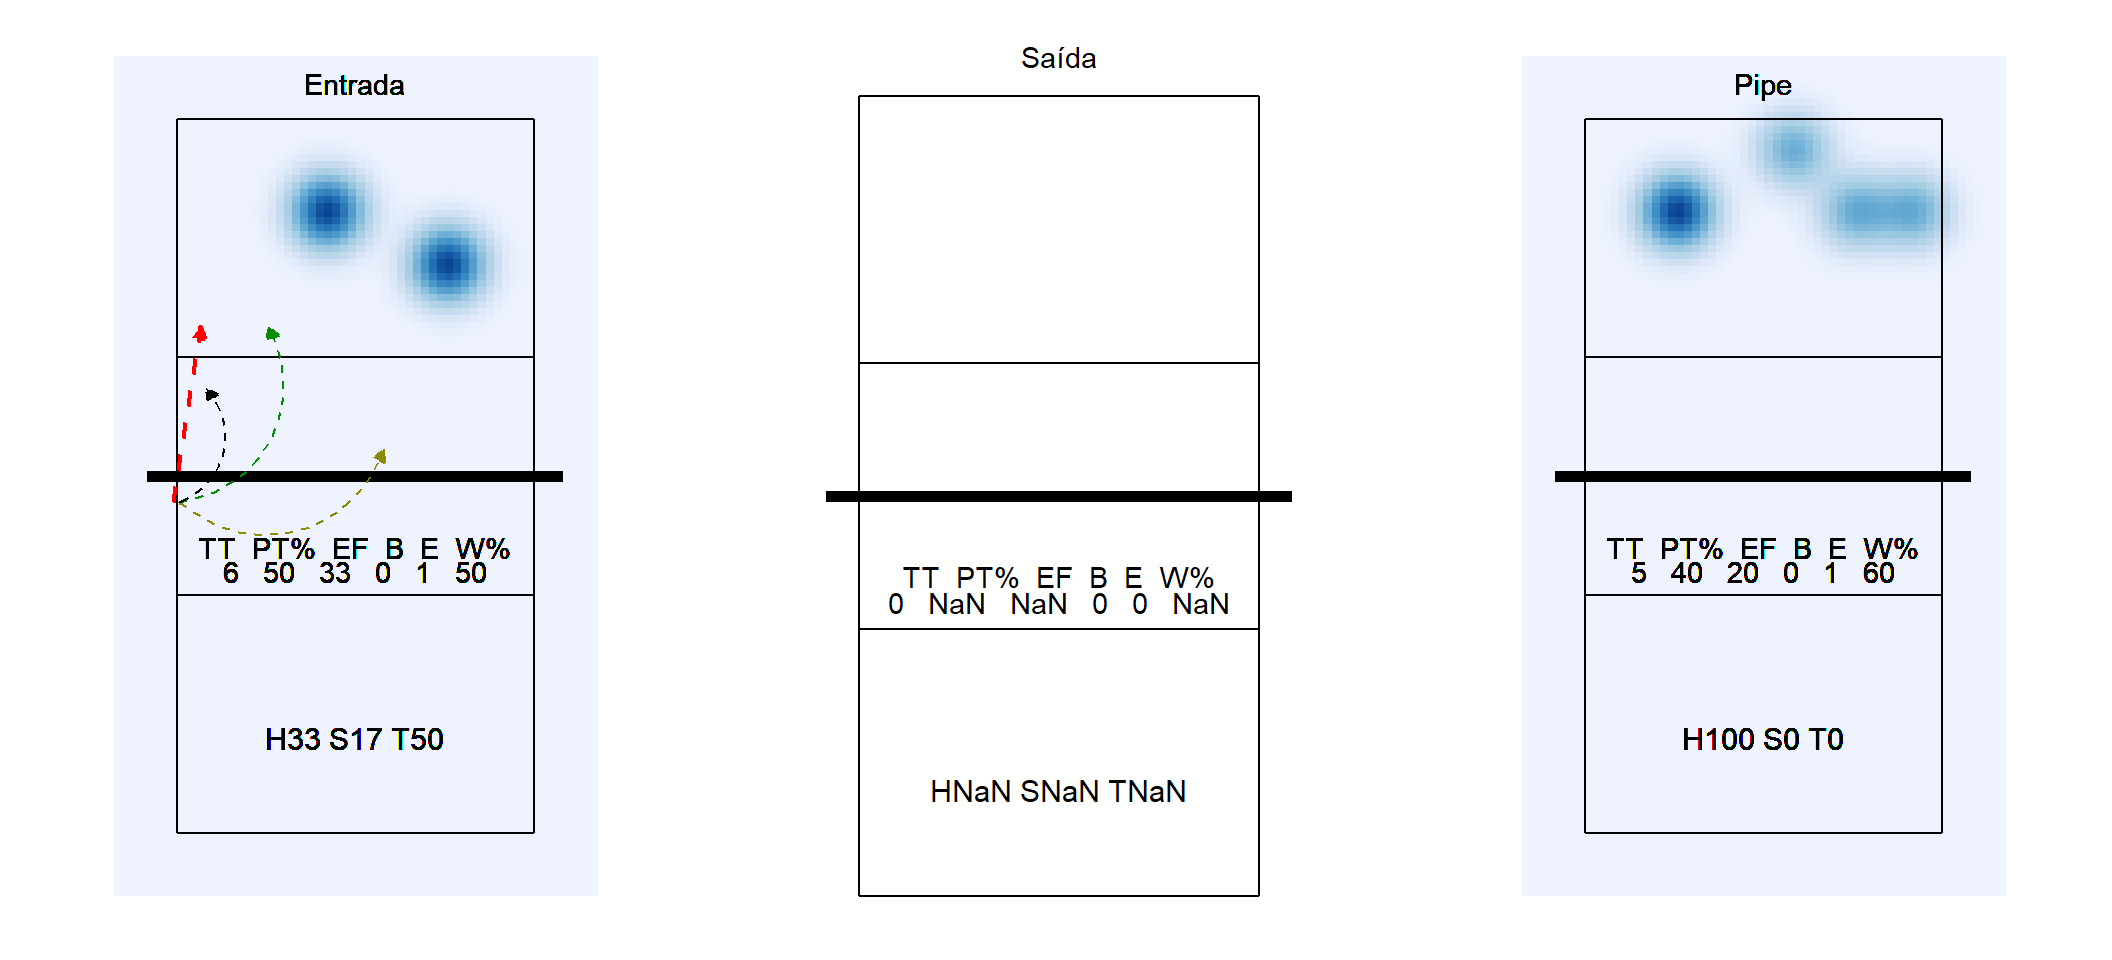 Entrada
TT PT% EF B E W%
6 50 33 0 1 50
H33 S17 T50
Saída
TT PT% EF B E W%
0 NaN NaN 0 0 NaN
HNaN SNaN TNaN
Pipe
TT PT% EF B E W%
5 40 20 0 1 60
H100 S0 T0